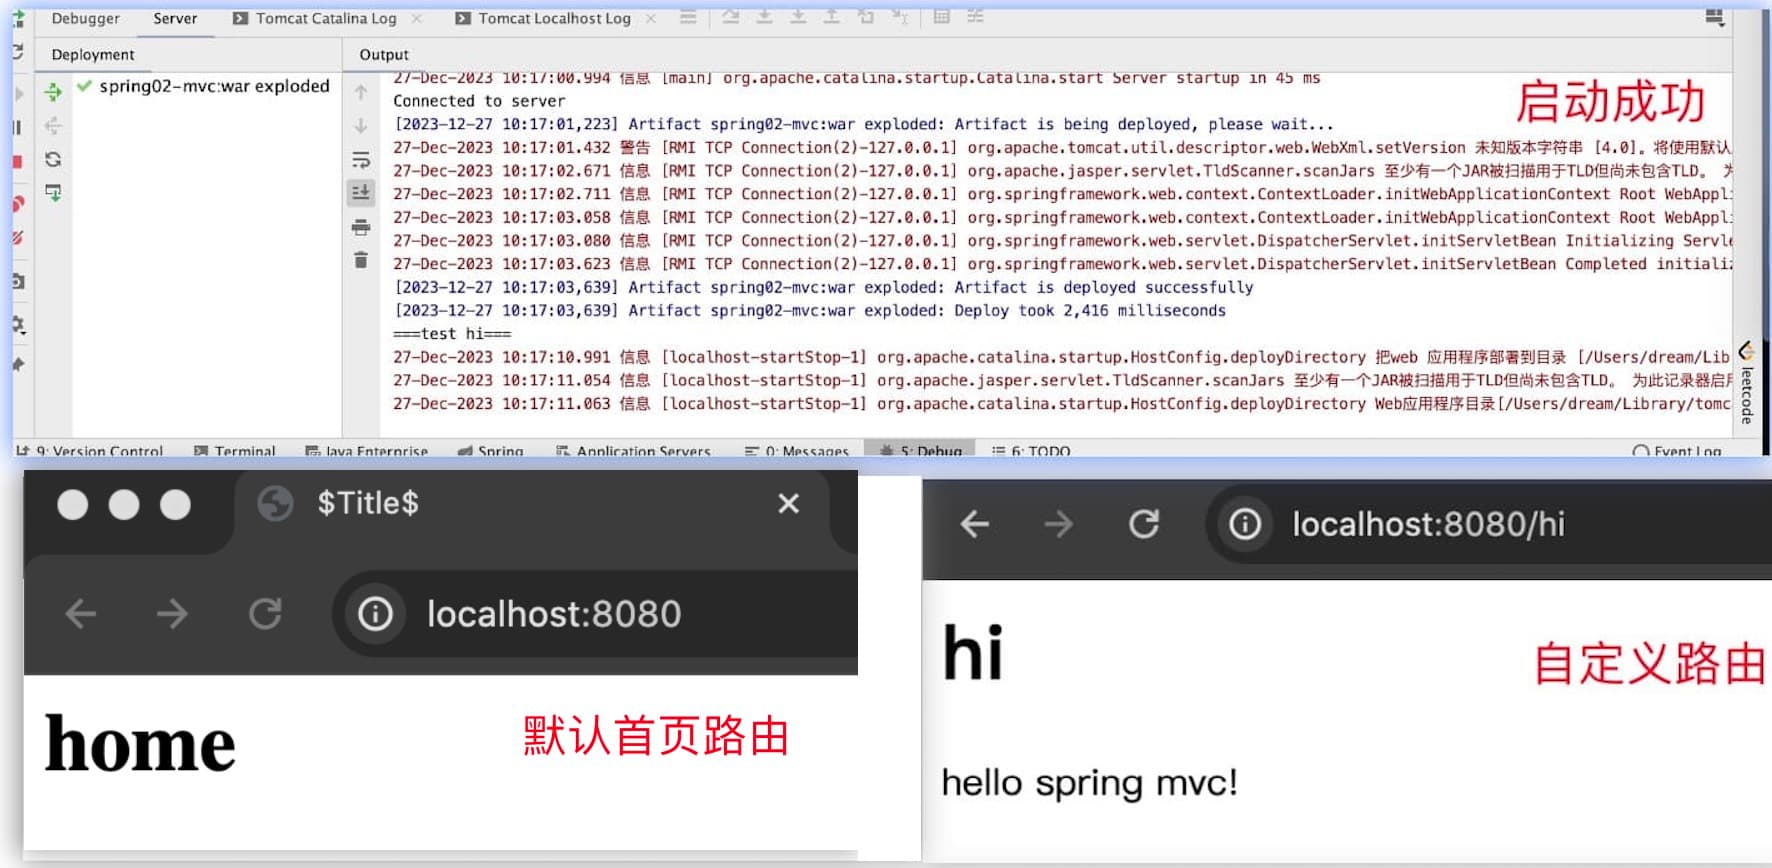 Debugger Server Tomcat Catalina Log Tomcat Localhost Log
Deployment Output
spring02-mvc:war exploded
27-Dec-2023 10:17:00.994 信息 [main] org.apache.catalina.startup.Catalina.start Server startup in 45 ms
启动成功
Connected to server
[2023-12-27 10:17:01,223] Artifact spring02-mvc:war exploded: Artifact is being deployed, please wait...
27-Dec-2023 10:17:01.432 警告 [RMI TCP Connection(2)-127.0.0.1] org.apache.tomcat.util.descriptor.web.WebXml.setVersion 未知版本字符串 [4.0]。将使用默认
27-Dec-2023 10:17:02.671 信息 [RMI TCP Connection(2)-127.0.0.1] org.apache.jasper.servlet.TldScanner.scanJars 至少有一个JAR被扫描用于TLD但尚未包含TLD。 为
27-Dec-2023 10:17:02.711 信息 [RMI TCP Connection(2)-127.0.0.1] org.springframework.web.context.ContextLoader.initWebApplicationContext Root WebAppl
27-Dec-2023 10:17:03.058 信息 [RMI TCP Connection(2)-127.0.0.1] org.springframework.web.context.ContextLoader.initWebApplicationContext Root WebAppl
27-Dec-2023 10:17:03.080 信息 [RMI TCP Connection(2)-127.0.0.1] org.springframework.web.servlet.DispatcherServlet.initServletBean Initializing Servle
27-Dec-2023 10:17:03.623 信息 [RMI TCP Connection(2)-127.0.0.1] org.springframework.web.servlet.DispatcherServlet.initServletBean Completed initiali
[2023-12-27 10:17:03,639] Artifact spring02-mvc:war exploded: Artifact is deployed successfully
[2023-12-27 10:17:03,639] Artifact spring02-mvc:war exploded: Deploy took 2,416 milliseconds
===test hi===
27-Dec-2023 10:17:10.991 信息 [localhost-startStop-1] org.apache.catalina.startup.HostConfig.deployDirectory 把web 应用程序部署到目录 [/Users/dream/Lib
27-Dec-2023 10:17:11.054 信息 [localhost-startStop-1] org.apache.jasper.servlet.TldScanner.scanJars 至少有一个JAR被扫描用于TLD但尚未包含TLD。 为此记录器启用
27-Dec-2023 10:17:11.063 信息 [localhost-startStop-1] org.apache.catalina.startup.HostConfig.deployDirectory Web应用程序目录[/Users/dream/Library/tomc
leetcode
9: Version Control Terminal Java Enterprise Spring Application Servers 0: Messages 5: Debug 6: TODO Event Log
$Title$
localhost:8080
home
默认首页路由
localhost:8080/hi
hi
自定义路由
hello spring mvc!